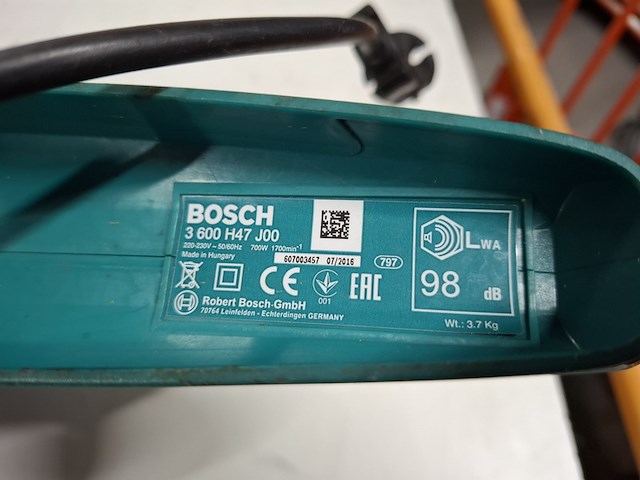 BOSCH
3 600 H47 J00
220-230V ~ 50/60Hz 700W 1700min⁻¹
Made in Hungary
607003457 07/2016
797
CE
001
EAC
BOSCH
Robert Bosch GmbH
70764 Leinfelden - Echterdingen GERMANY
LWA
98 dB
Wt.: 3.7 Kg